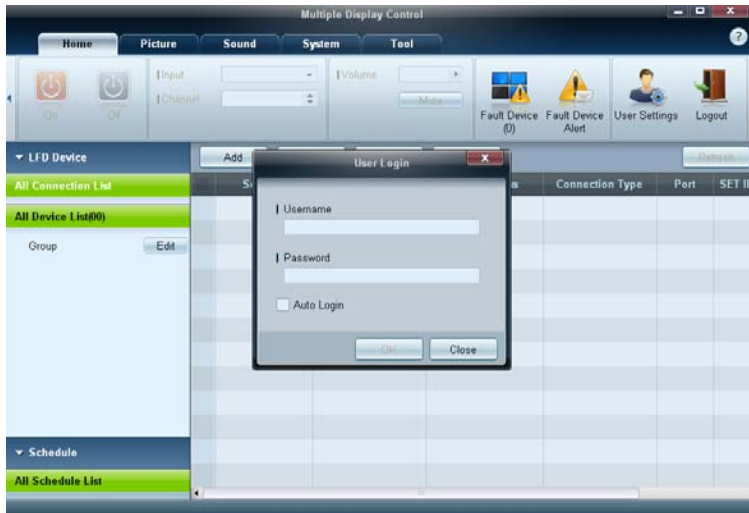 Multiple Display Control
Home Picture Sound System Tool
Input
Volume
On Off
Channel
Mute
Fault Device (0)
Fault Device Alert
User Settings
Logout
LFD Device
Add
Refresh
All Connection List
Connection Type Port SET I
All Device List(00)
Group Edit
User Login
Username
Password
Auto Login
OK Close
Schedule
All Schedule List